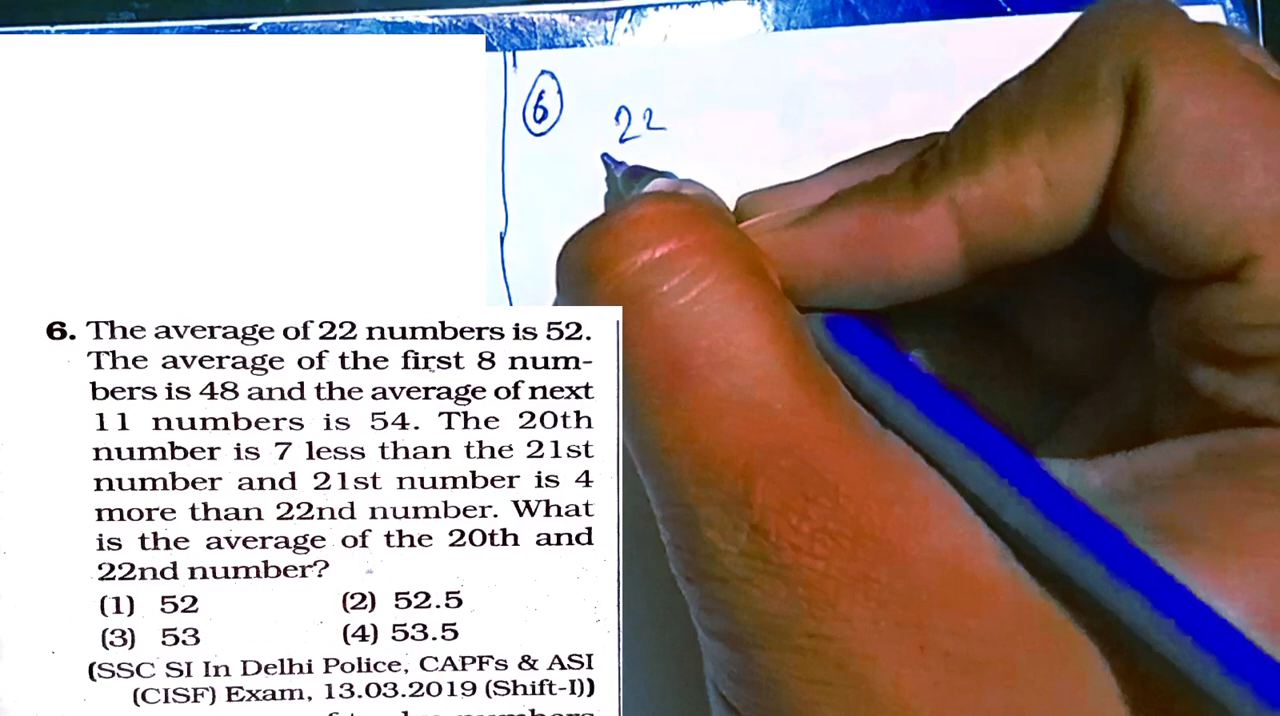 6
22
6. The average of 22 numbers is 52.
The average of the first 8 num-
bers is 48 and the average of next
11 numbers is 54. The 20th
number is 7 less than the 21st
number and 21st number is 4
more than 22nd number. What
is the average of the 20th and
22nd number?
(1) 52 (2) 52.5
(3) 53 (4) 53.5
(SSC SI In Delhi Police, CAPFs & ASI
(CISF) Exam, 13.03.2019 (Shift-I))